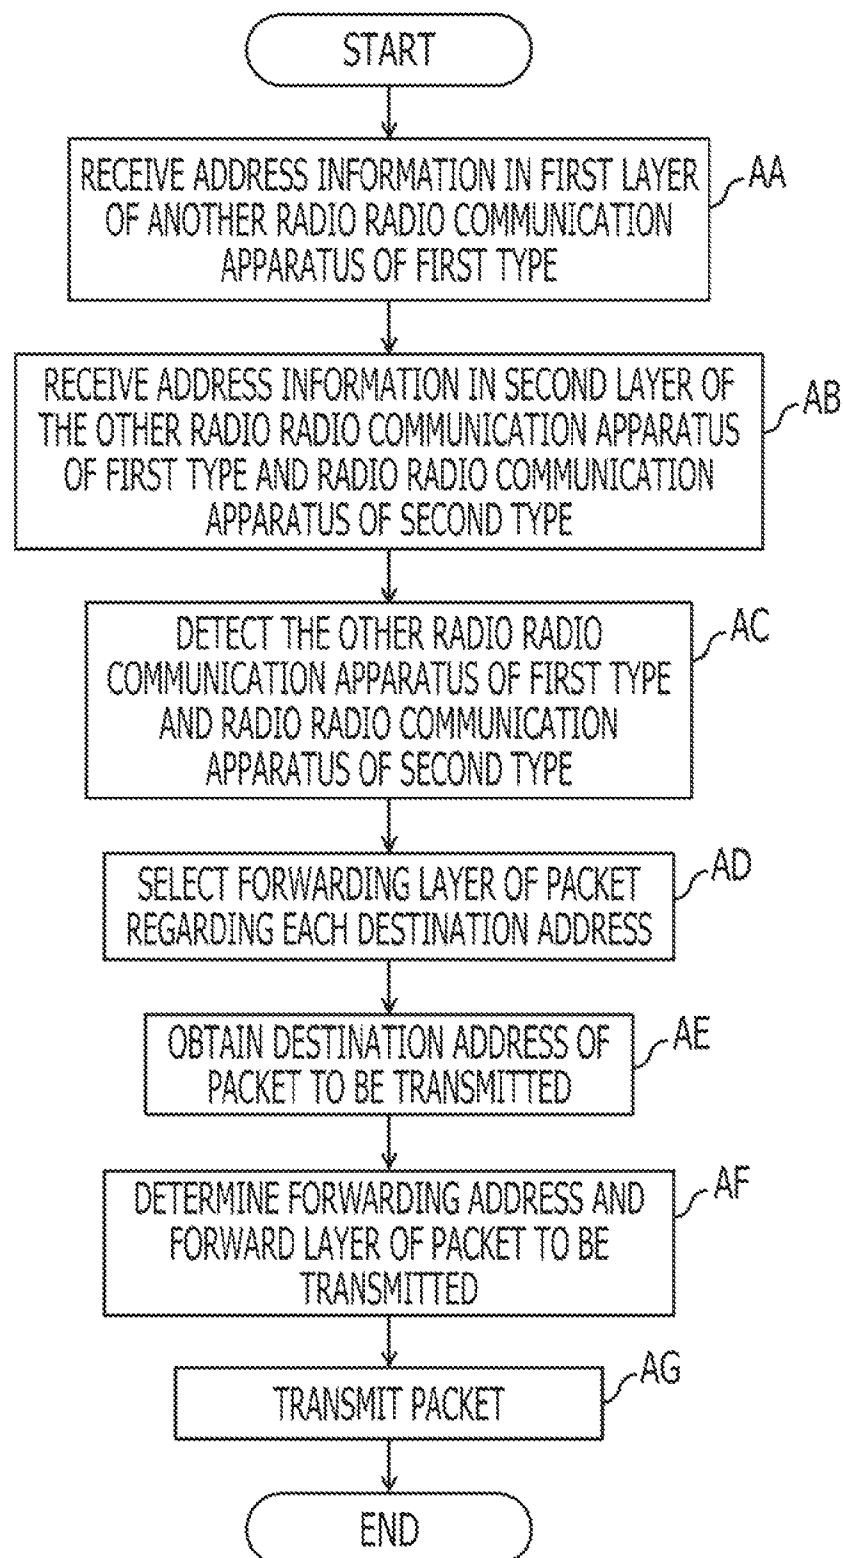 START
RECEIVE ADDRESS INFORMATION IN FIRST LAYER
OF ANOTHER RADIO RADIO COMMUNICATION
APPARATUS OF FIRST TYPE
AA
RECEIVE ADDRESS INFORMATION IN SECOND LAYER OF
THE OTHER RADIO RADIO COMMUNICATION APPARATUS
OF FIRST TYPE AND RADIO RADIO COMMUNICATION
APPARATUS OF SECOND TYPE
AB
DETECT THE OTHER RADIO RADIO
COMMUNICATION APPARATUS OF FIRST TYPE
AND RADIO RADIO COMMUNICATION
APPARATUS OF SECOND TYPE
AC
SELECT FORWARDING LAYER OF PACKET
REGARDING EACH DESTINATION ADDRESS
AD
OBTAIN DESTINATION ADDRESS OF
PACKET TO BE TRANSMITTED
AE
DETERMINE FORWARDING ADDRESS AND
FORWARD LAYER OF PACKET TO BE
TRANSMITTED
AF
TRANSMIT PACKET
AG
END